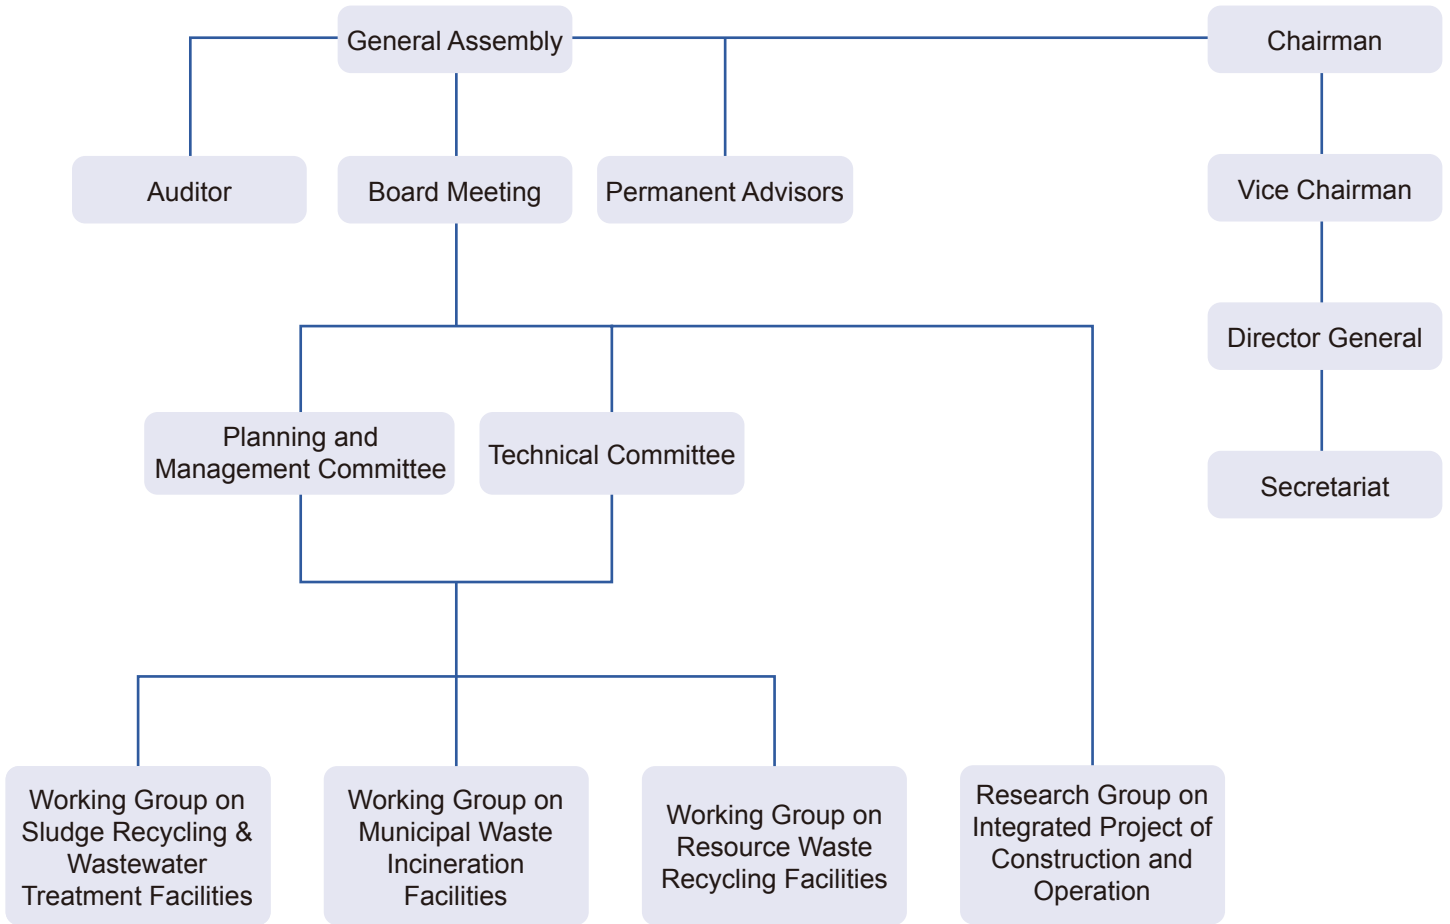 General Assembly
Chairman
Auditor
Board Meeting
Permanent Advisors
Vice Chairman
Director General
Planning and
Management Committee
Technical Committee
Secretariat
Working Group on
Sludge Recycling &
Wastewater
Treatment Facilities
Working Group on
Municipal Waste
Incineration
Facilities
Working Group on
Resource Waste
Recycling Facilities
Research Group on
Integrated Project of
Construction and
Operation